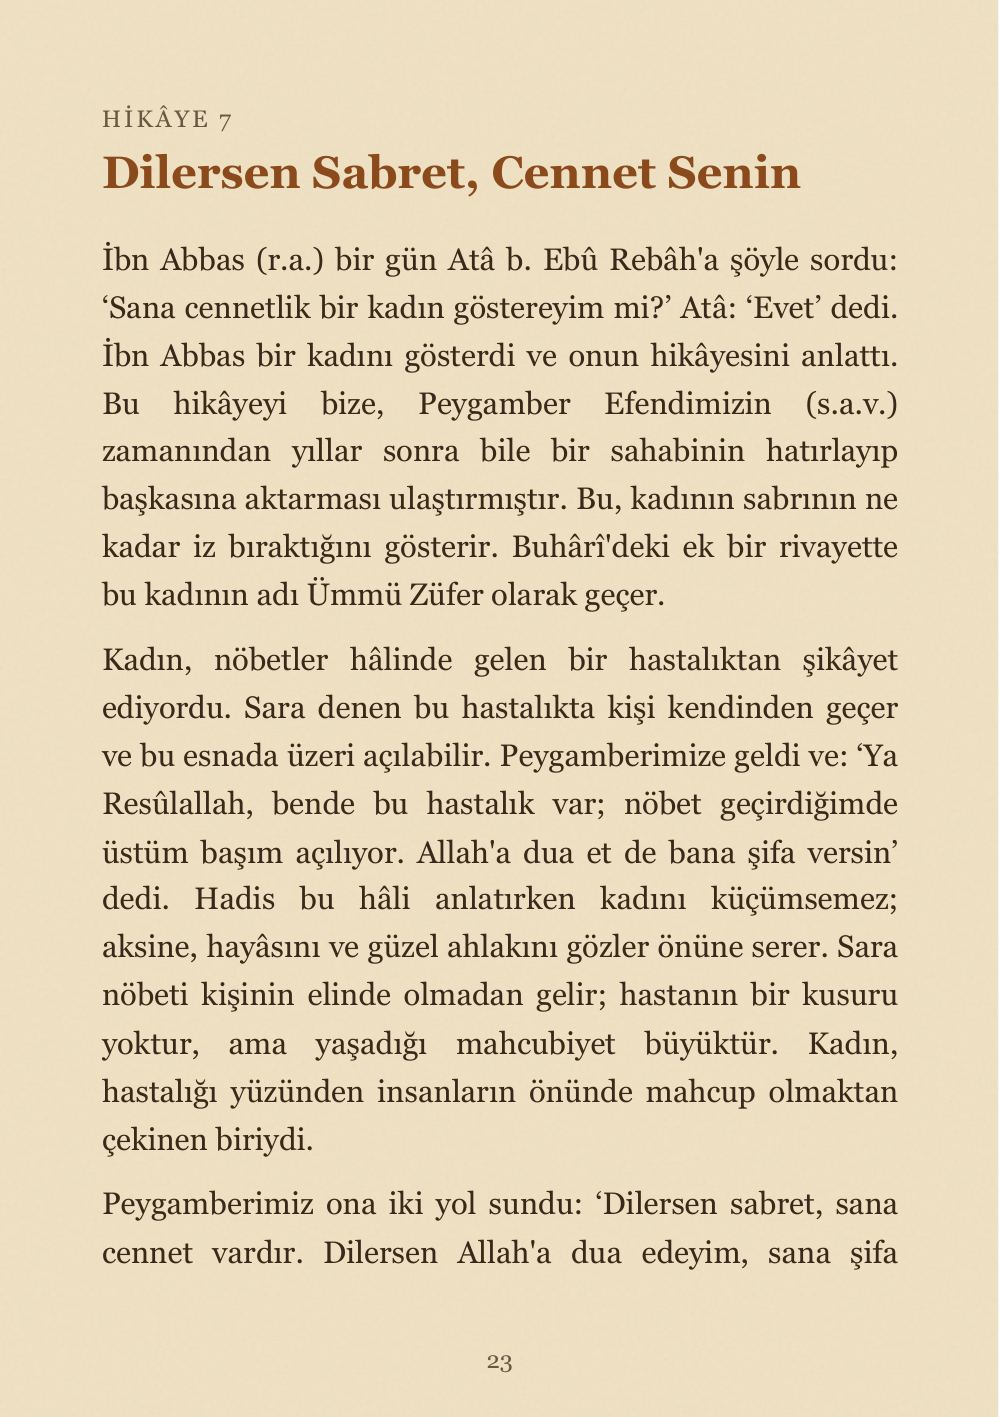 HİKÂYE 7
Dilersen Sabret, Cennet Senin
İbn Abbas (r.a.) bir gün Atâ b. Ebû Rebâh'a şöyle sordu:
‘Sana cennetlik bir kadın göstereyim mi?’ Atâ: ‘Evet’ dedi.
İbn Abbas bir kadını gösterdi ve onun hikâyesini anlattı.
Bu hikâyeyi bize, Peygamber Efendimizin (s.a.v.)
zamanından yıllar sonra bile bir sahabinin hatırlayıp
başkasına aktarması ulaştırmıştır. Bu, kadının sabrının ne
kadar iz bıraktığını gösterir. Buhârî'deki ek bir rivayette
bu kadının adı Ümmü Züfer olarak geçer.
Kadın, nöbetler hâlinde gelen bir hastalıktan şikâyet
ediyordu. Sara denen bu hastalıkta kişi kendinden geçer
ve bu esnada üzeri açılabilir. Peygamberimize geldi ve: ‘Ya
Resûlallah, bende bu hastalık var; nöbet geçirdiğimde
üstüm başım açılıyor. Allah'a dua et de bana şifa versin’
dedi. Hadis bu hâli anlatırken kadını küçümsemez;
aksine, hayâsını ve güzel ahlakını gözler önüne serer. Sara
nöbeti kişinin elinde olmadan gelir; hastanın bir kusuru
yoktur, ama yaşadığı mahcubiyet büyüktür. Kadın,
hastalığı yüzünden insanların önünde mahcup olmaktan
çekinen biriydi.
Peygamberimiz ona iki yol sundu: ‘Dilersen sabret, sana
cennet vardır. Dilersen Allah'a dua edeyim, sana şifa
23